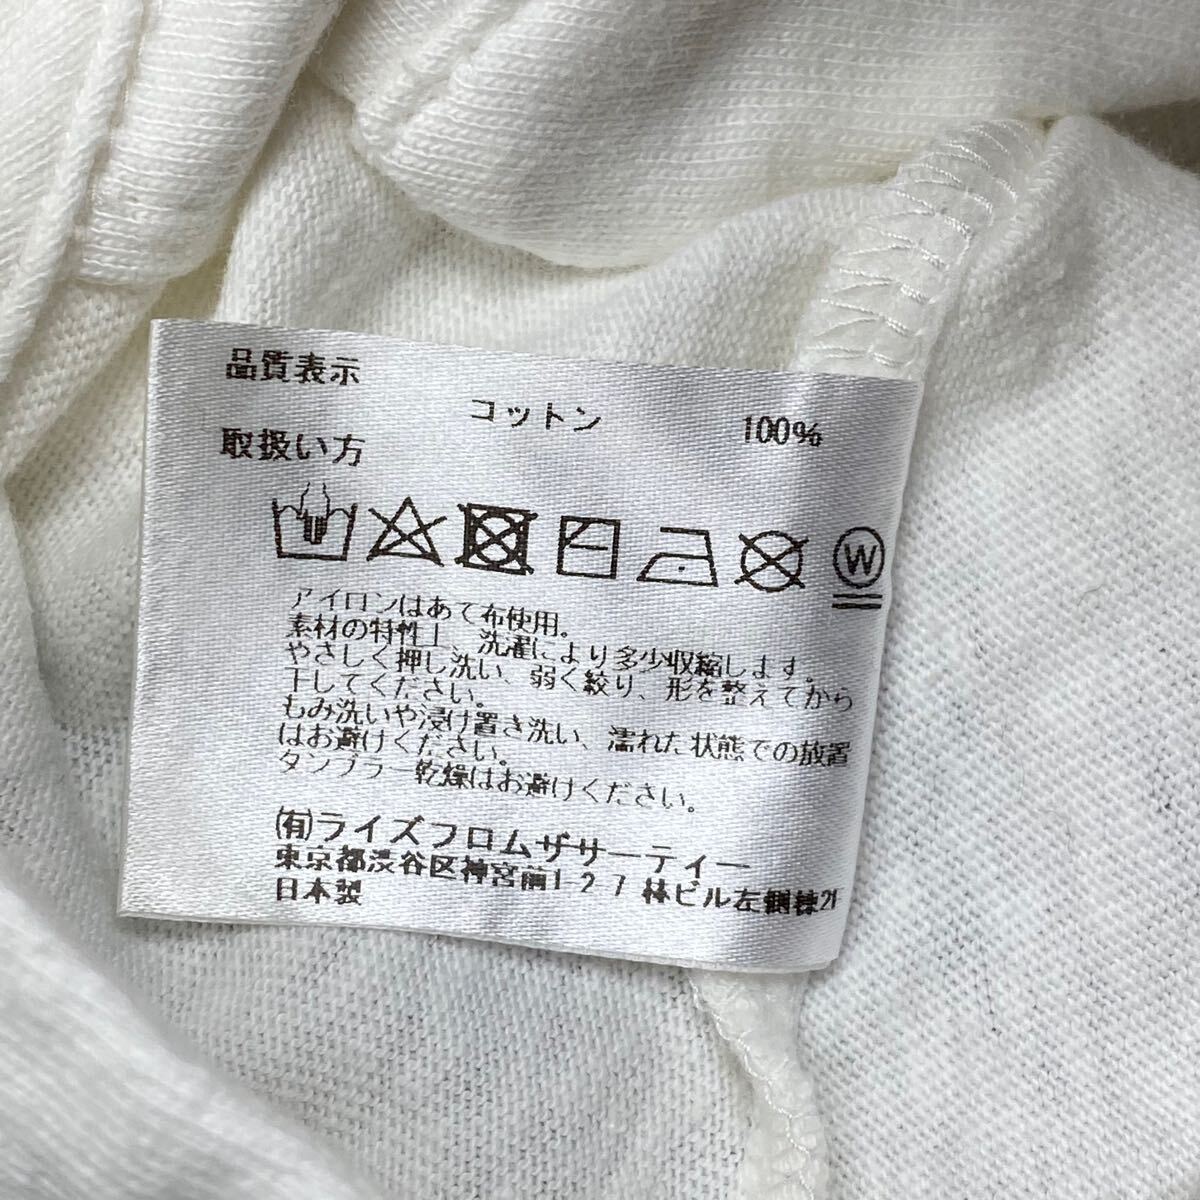 品質表示
コットン 100%
取扱い方
W
アイロンはあて布使用。
素材の特性上、洗濯により多少収縮します。
やさしく押し洗い、弱く絞り、形を整えてから
干してください。
もみ洗いや浸け置き洗い、濡れた状態での放置
はお避けください。
タンブラー乾燥はお避けください。
(有)ライズフロムザサーティー
東京都渋谷区神宮前1-2-7 林ビル左側棟2F
日本製